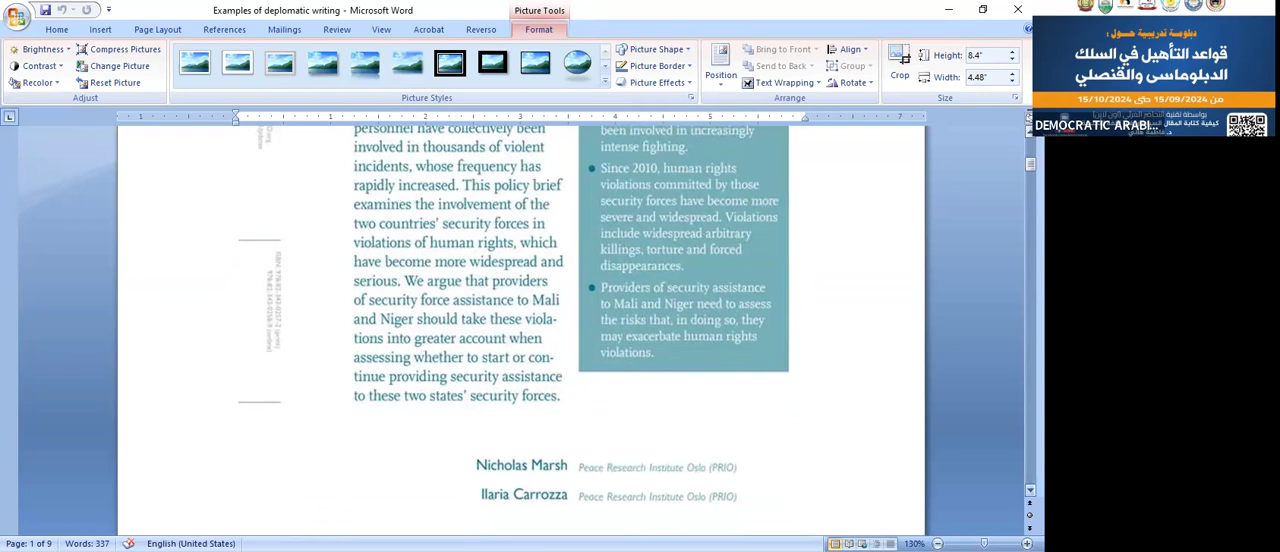 Examples of deplomatic writing - Microsoft Word
Picture Tools
Home
Insert
Page Layout
References
Mailings
Review
View
Acrobat
Review
Format
Brightness
Contrast
Recolor
Compress Pictures
Change Picture
Reset Picture
Adjust
Picture Styles
Picture Shape
Picture Border
Picture Effects
Position
Bring to Front
Send to Back
Text Wrapping
Align
Group
Rotate
Arrange
Crop
Height: 8.4"
Width: 4.48"
Size
personnel have collectively been
involved in thousands of violent
incidents, whose frequency has
rapidly increased. This policy brief
examines the involvement of the
two countries' security forces in
violations of human rights, which
have become more widespread and
serious. We argue that providers
of security force assistance to Mali
and Niger should take these viola-
tions into greater account when
assessing whether to start or con-
tinue providing security assistance
to these two states' security forces.
been involved in increasingly
intense fighting.
• Since 2010, human rights
violations committed by those
security forces have become more
severe and widespread. Violations
include widespread arbitrary
killings, torture and forced
disappearances.
• Providers of security assistance
to Mali and Niger need to assess
the risks that, in doing so, they
may exacerbate human rights
violations.
Nicholas Marsh Peace Research Institute Oslo (PRIO)
Ilaria Carrozza Peace Research Institute Oslo (PRIO)
Page: 1 of 9
Words: 337
English (United States)
130%
دبلومة تدريبية حول :
قواعد التأهيل في السلك
الدبلوماسى والقنصلي
من 15/09/2024 حتى 15/10/2024
DEMOCRATIC ARABI...